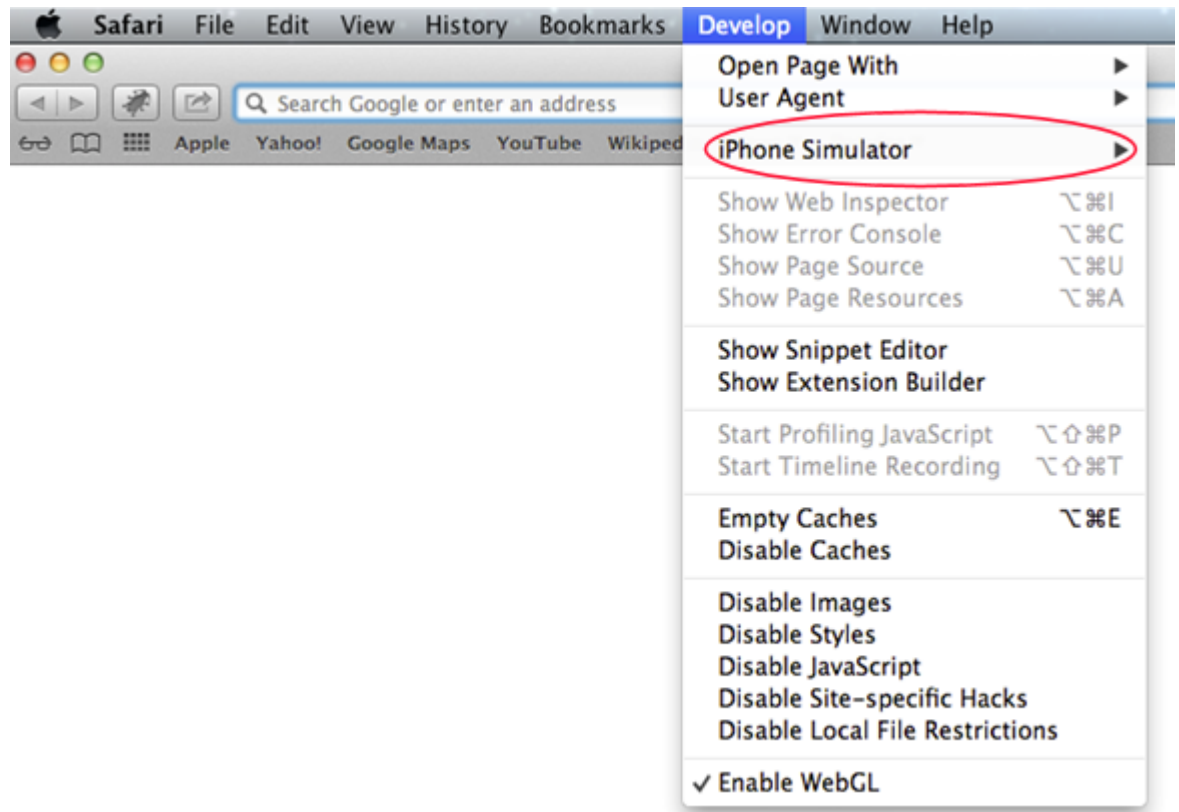 Safari File Edit View History Bookmarks Develop Window Help
Search Google or enter an address
Apple Yahoo! Google Maps YouTube Wikiped
Open Page With
User Agent
iPhone Simulator
Show Web Inspector ⌥⌘I
Show Error Console ⌥⌘C
Show Page Source ⌥⌘U
Show Page Resources ⌥⌘A
Show Snippet Editor
Show Extension Builder
Start Profiling JavaScript ⌥⇧⌘P
Start Timeline Recording ⌥⇧⌘T
Empty Caches ⌥⌘E
Disable Caches
Disable Images
Disable Styles
Disable JavaScript
Disable Site-specific Hacks
Disable Local File Restrictions
✓ Enable WebGL